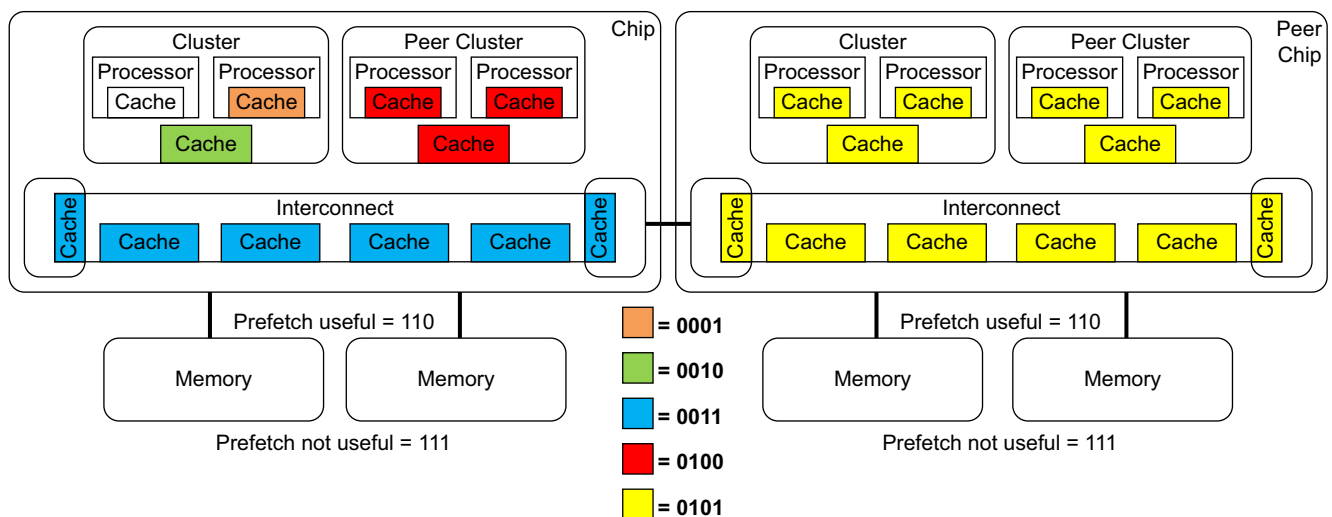 Chip
Cluster
Processor
Cache
Processor
Cache
Cache
Peer Cluster
Processor
Cache
Processor
Cache
Cache
Interconnect
Cache
Cache
Cache
Cache
Cache
Cache
Peer
Chip
Cluster
Processor
Cache
Processor
Cache
Cache
Peer Cluster
Processor
Cache
Processor
Cache
Cache
Interconnect
Cache
Cache
Cache
Cache
Cache
Cache
Prefetch useful = 110
Memory
Memory
Prefetch not useful = 111
= 0001
= 0010
= 0011
= 0100
= 0101
Prefetch useful = 110
Memory
Memory
Prefetch not useful = 111